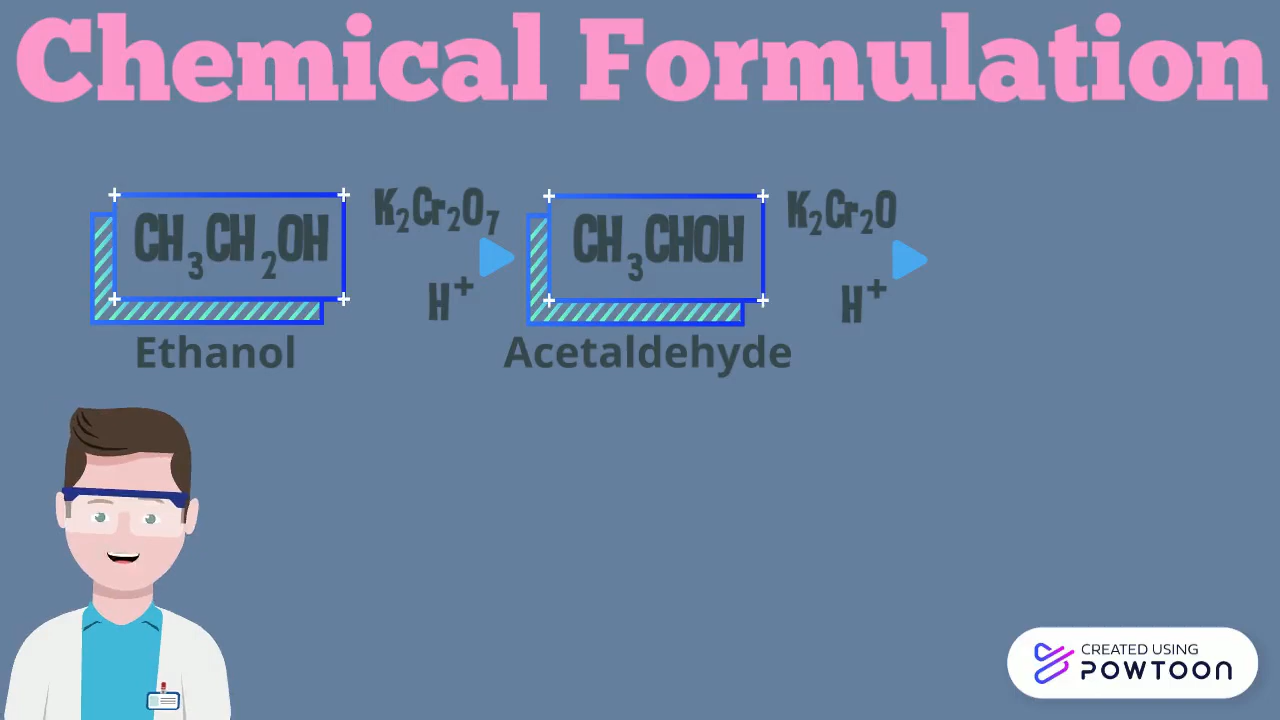 Chemical Formulation
K₂Cr₂O₇
K₂Cr₂O
CH₃CH₂OH
CH₃CHOH
H⁺
H⁺
Ethanol
Acetaldehyde
CREATED USING
POWTOON